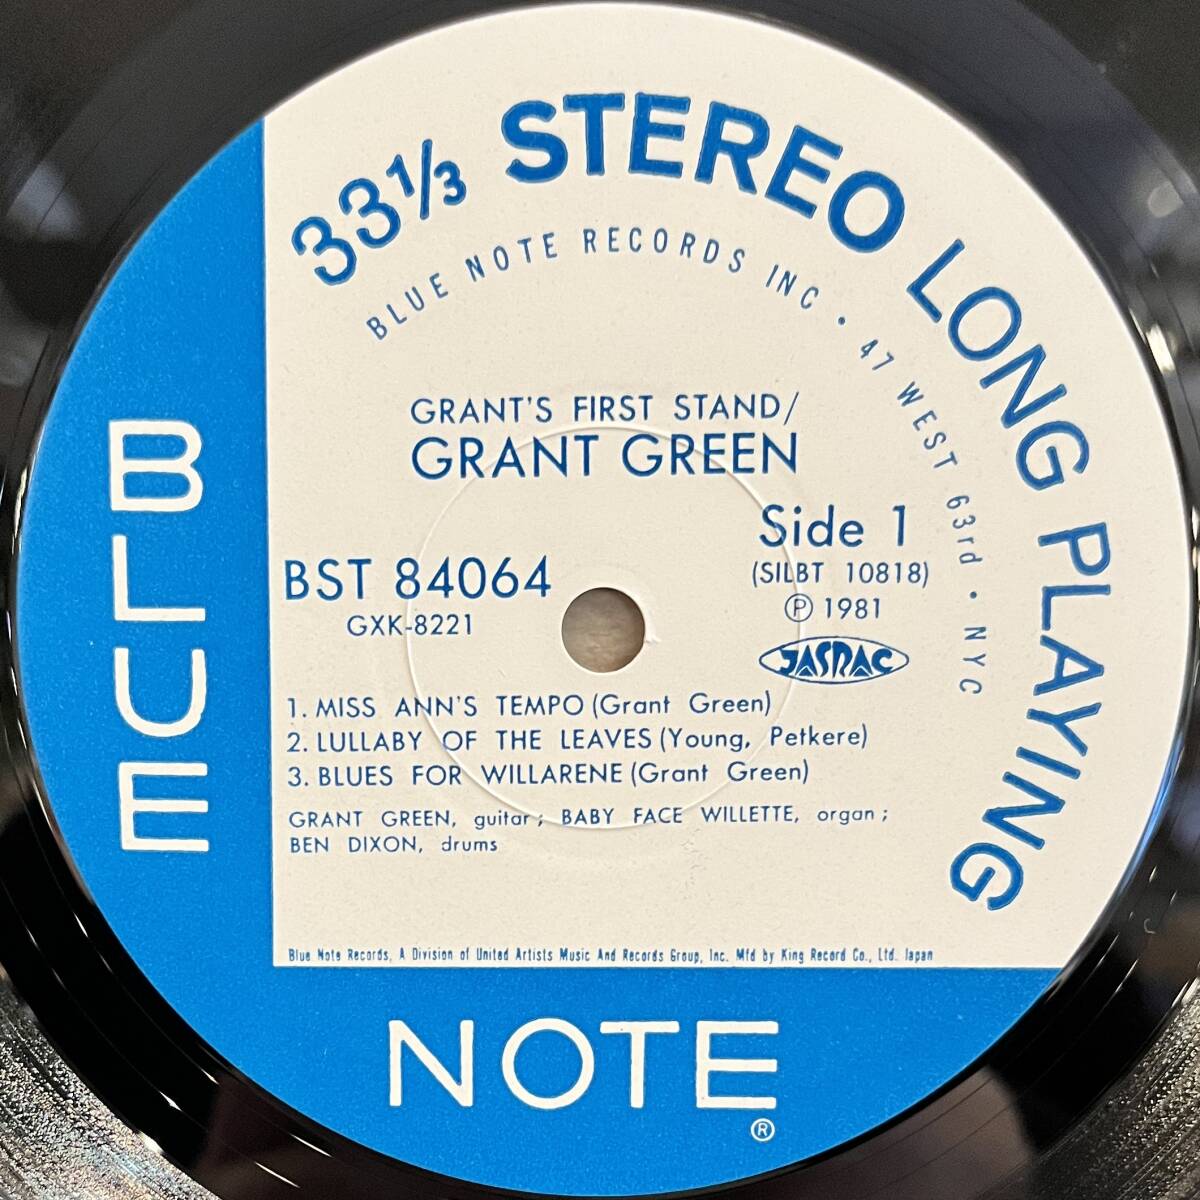 33⅓ STEREO LONG PLAYING
BLUE NOTE RECORDS INC • 47 WEST 63rd • NYC
GRANT'S FIRST STAND/
GRANT GREEN
Side 1
BST 84064
(SILBT 10818)
GXK-8221
Ⓟ 1981
JASRAC
1. MISS ANN'S TEMPO (Grant Green)
2. LULLABY OF THE LEAVES (Young, Petkere)
3. BLUES FOR WILLARENE (Grant Green)
GRANT GREEN, guitar; BABY FACE WILLETTE, organ;
BEN DIXON, drums
Blue Note Records, A Division of United Artists Music And Records Group, Inc. Mfd by King Record Co., Ltd. Japan
BLUE
NOTE
®